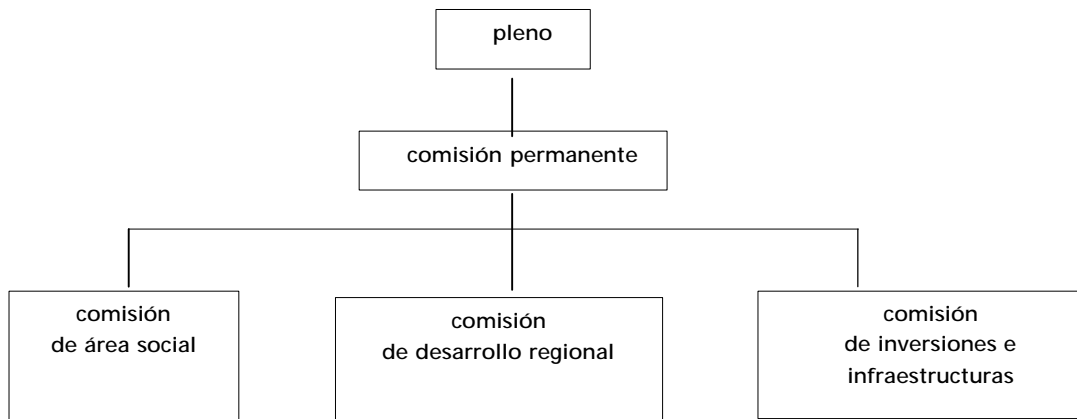 pleno
comisión permanente
comisión
de área social
comisión
de desarrollo regional
comisión
de inversiones e
infraestructuras